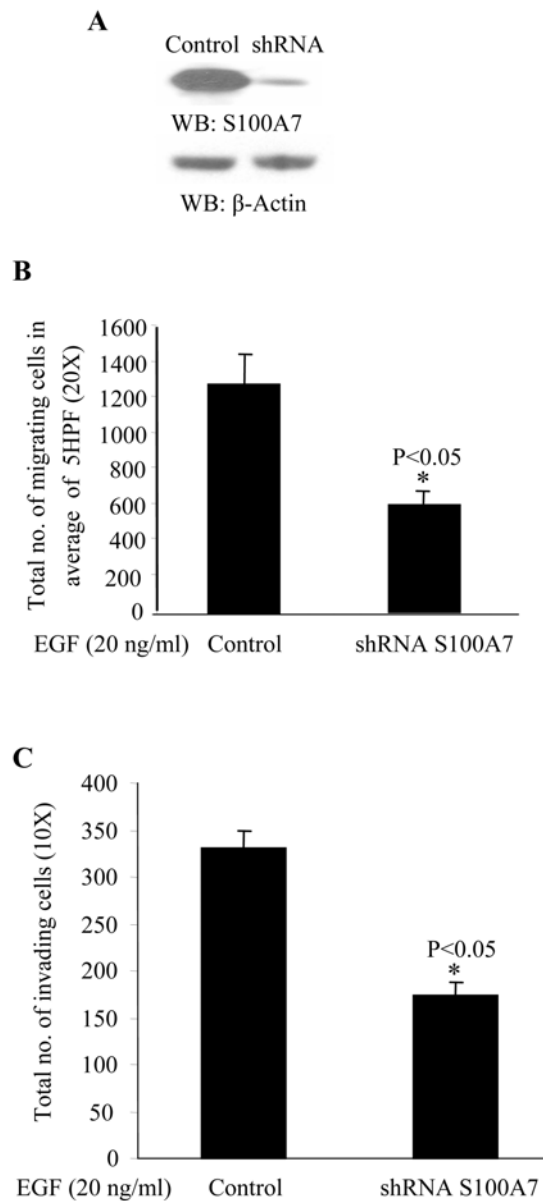 A
Control shRNA
WB: S100A7
WB: β-Actin
B
Total no. of migrating cells in
average of 5HPF (20X)
1600
1400
1200
1000
800
600
400
200
0
P<0.05
*
EGF (20 ng/ml) Control shRNA S100A7
C
Total no. of invading cells (10X)
400
350
300
250
200
150
100
50
0
P<0.05
*
EGF (20 ng/ml) Control shRNA S100A7